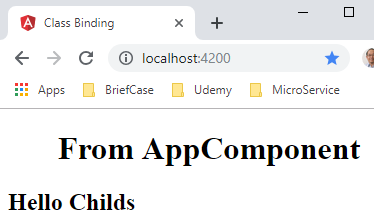 Class Binding
localhost:4200
Apps BriefCase Udemy MicroService
From AppComponent
Hello Childs